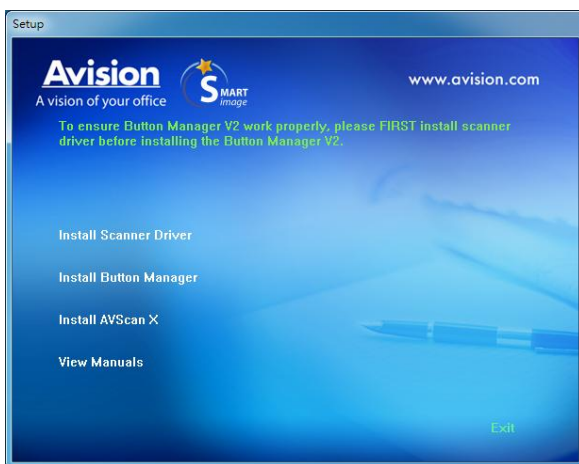 Setup
Avision
A vision of your office
SMART
Image
www.avision.com
To ensure Button Manager V2 work properly, please FIRST install scanner
driver before installing the Button Manager V2.
Install Scanner Driver
Install Button Manager
Install AVScan X
View Manuals
Exit